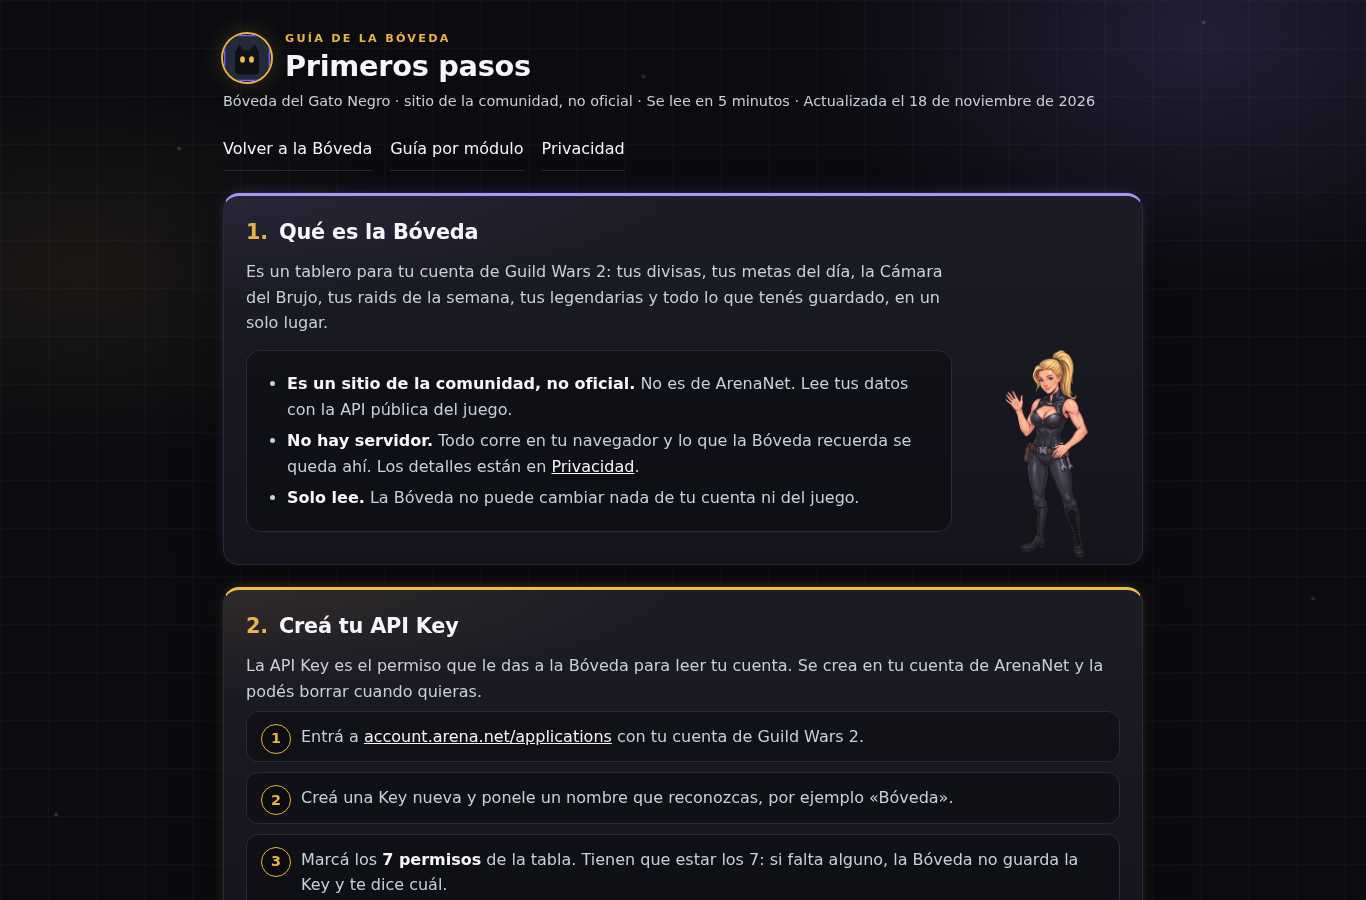 GUÍA DE LA BÓVEDA
Primeros pasos
Bóveda del Gato Negro · sitio de la comunidad, no oficial · Se lee en 5 minutos · Actualizada el 18 de noviembre de 2026
Volver a la Bóveda Guía por módulo Privacidad
1. Qué es la Bóveda
Es un tablero para tu cuenta de Guild Wars 2: tus divisas, tus metas del día, la Cámara
del Brujo, tus raids de la semana, tus legendarias y todo lo que tenés guardado, en un
solo lugar.
• Es un sitio de la comunidad, no oficial. No es de ArenaNet. Lee tus datos
con la API pública del juego.
• No hay servidor. Todo corre en tu navegador y lo que la Bóveda recuerda se
queda ahí. Los detalles están en Privacidad.
• Solo lee. La Bóveda no puede cambiar nada de tu cuenta ni del juego.
2. Creá tu API Key
La API Key es el permiso que le das a la Bóveda para leer tu cuenta. Se crea en tu cuenta de ArenaNet y la
podés borrar cuando quieras.
1 Entrá a account.arena.net/applications con tu cuenta de Guild Wars 2.
2 Creá una Key nueva y ponele un nombre que reconozcas, por ejemplo «Bóveda».
3 Marcá los 7 permisos de la tabla. Tienen que estar los 7: si falta alguno, la Bóveda no guarda la
Key y te dice cuál.